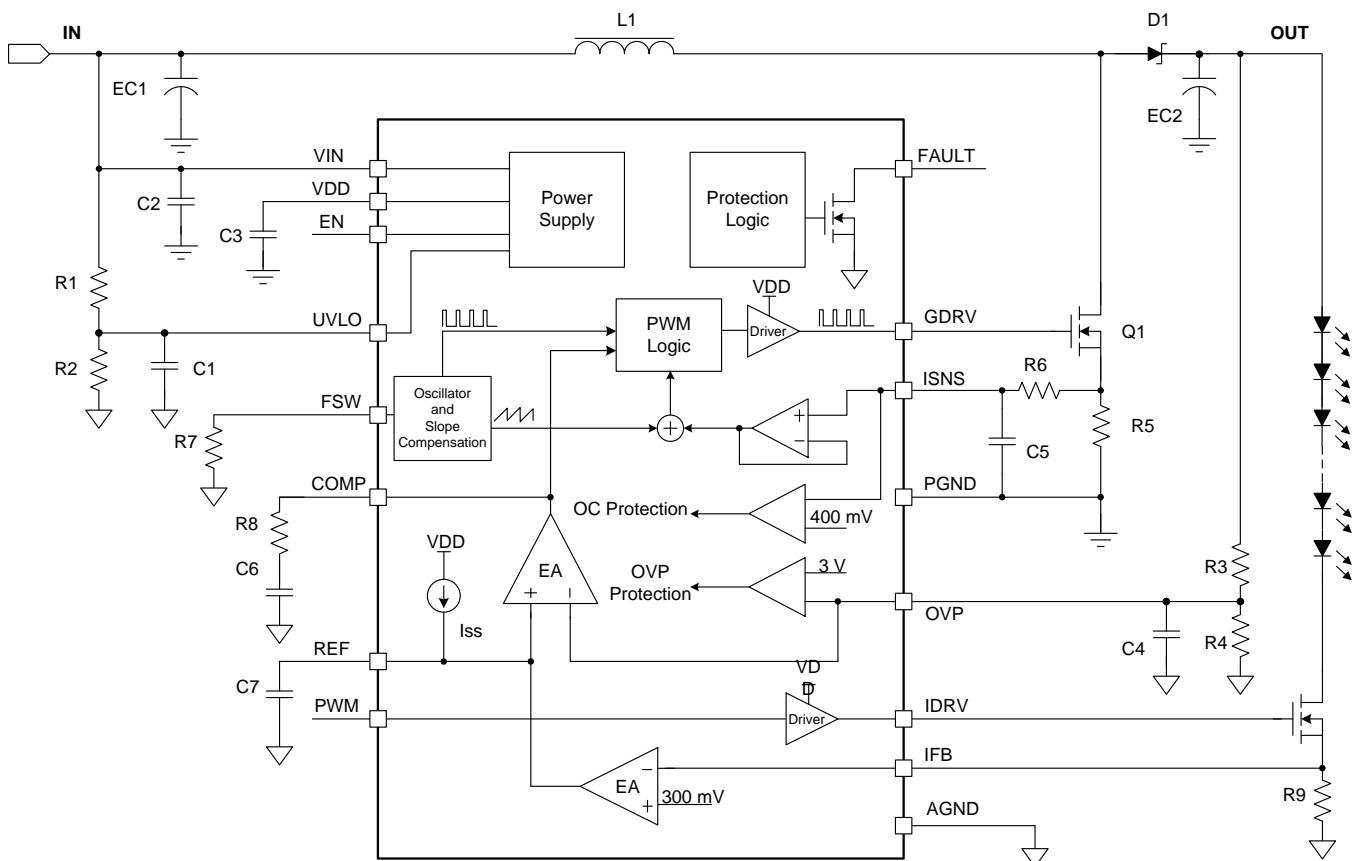 IN
L1
D1
OUT
EC1
EC2
VIN
FAULT
VDD
C2
Power
Supply
Protection
Logic
EN
C3
R1
VDD
UVLO
PWM
Logic
Driver
GDRV
Q1
R2
C1
ISNS
R6
FSW
Oscillator
and
Slope
Compensation
+
+
−
R5
R7
C5
COMP
PGND
OC Protection
400 mV
R8
VDD
C6
EA
+
−
OVP
Protection
3 V
R3
OVP
Iss
C4
R4
REF
VD
D
C7
PWM
Driver
IDRV
IFB
EA
−
+
300 mV
R9
AGND